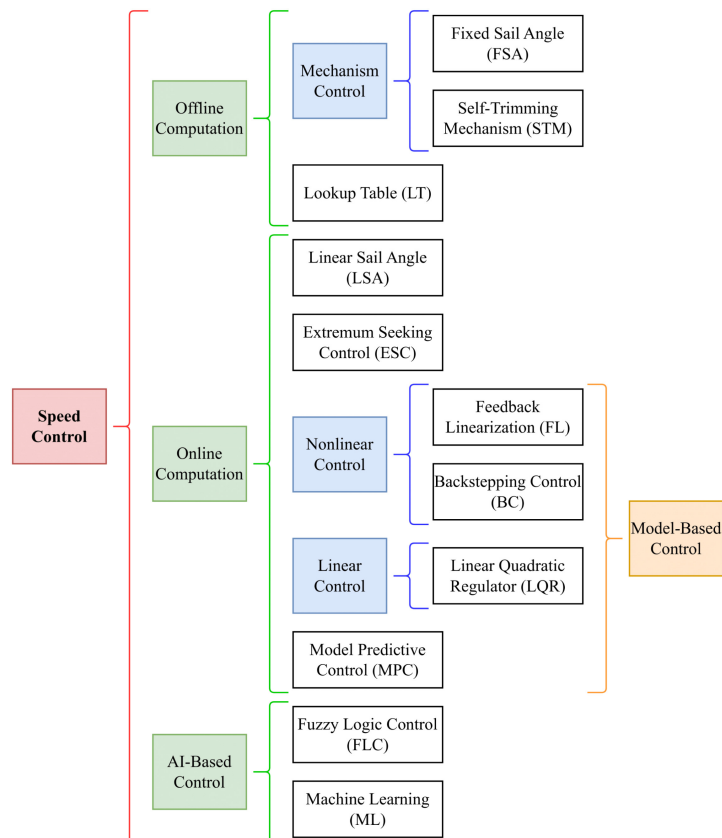 Fixed Sail Angle
(FSA)
Mechanism
Control
Offline
Computation
Self-Trimming
Mechanism (STM)
Lookup Table (LT)
Linear Sail Angle
(LSA)
Extremum Seeking
Control (ESC)
Speed
Control
Online
Computation
Nonlinear
Control
Feedback
Linearization (FL)
Backstepping Control
(BC)
Model-Based
Control
Linear
Control
Linear Quadratic
Regulator (LQR)
Model Predictive
Control (MPC)
Fuzzy Logic Control
(FLC)
AI-Based
Control
Machine Learning
(ML)